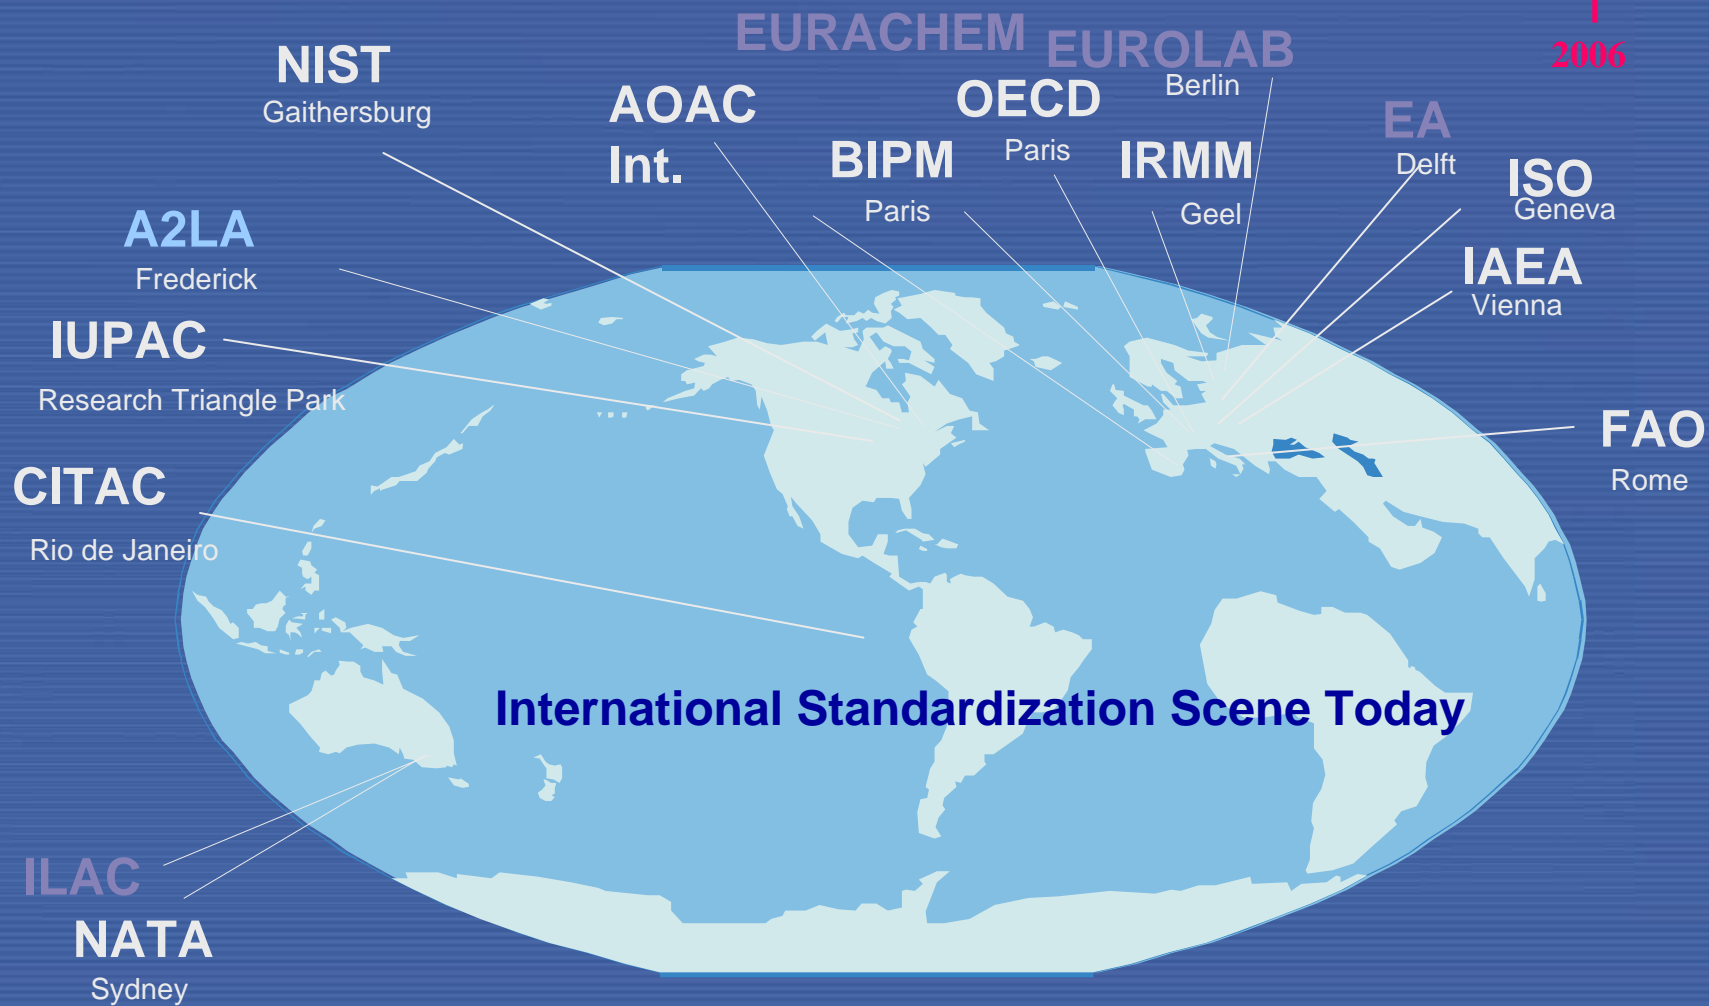 EURACHEM
EUROLAB
Berlin
2006
NIST
Gaithersburg
AOAC
Int.
OECD
Paris
BIPM
Paris
IRMM
Geel
EA
Delft
ISO
Geneva
A2LA
Frederick
IAEA
Vienna
IUPAC
Research Triangle Park
FAO
Rome
CITAC
Rio de Janeiro
International Standardization Scene Today
ILAC
NATA
Sydney